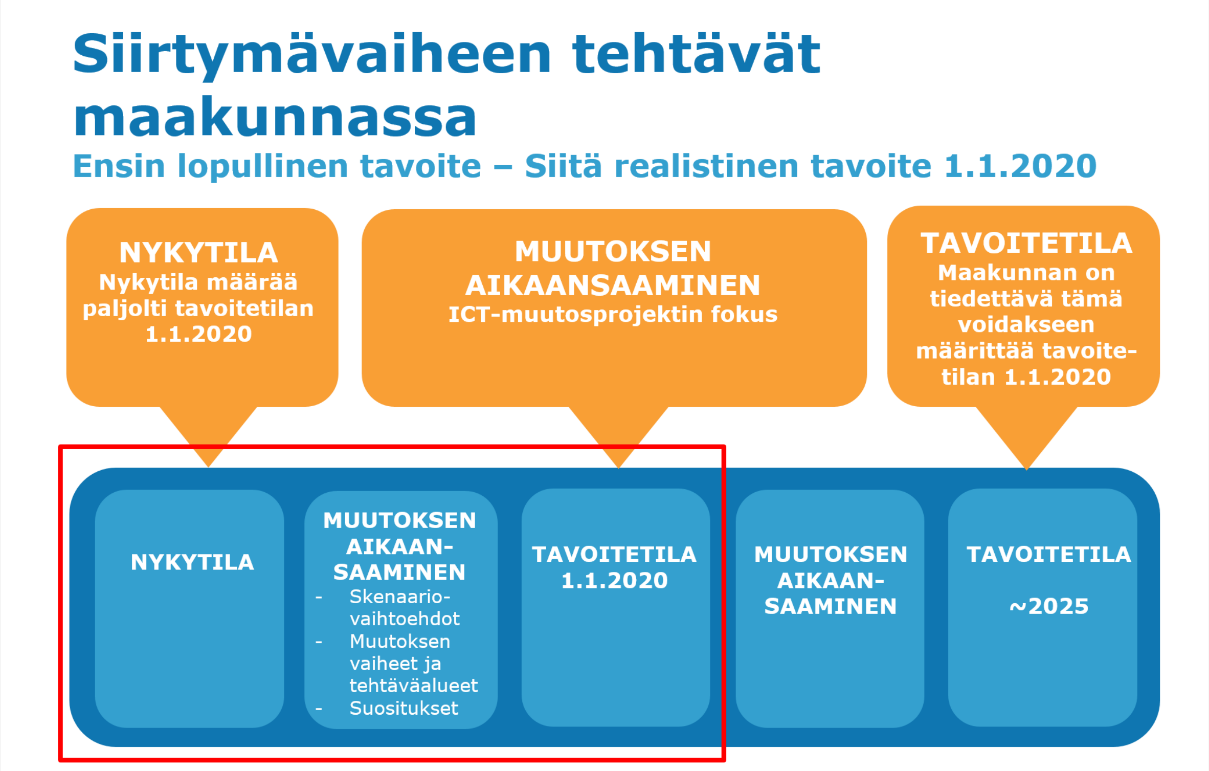 Siirtymävaiheen tehtävät
maakunnassa
Ensin lopullinen tavoite – Siitä realistinen tavoite 1.1.2020
NYKYTILA
Nykytila määrää
paljolti tavoitetilan
1.1.2020
MUUTOKSEN
AIKAANSAAMINEN
ICT-muutosprojektin fokus
TAVOITETILA
Maakunnan on
tiedettävä tämä
voidakseen
määrittää tavoite-
tilan 1.1.2020
NYKYTILA
MUUTOKSEN
AIKAAN-
SAAMINEN
- Skenaario-
vaihtoehdot
- Muutoksen
vaiheet ja
tehtäväalueet
- Suositukset
TAVOITETILA
1.1.2020
MUUTOKSEN
AIKAAN-
SAAMINEN
TAVOITETILA
~2025